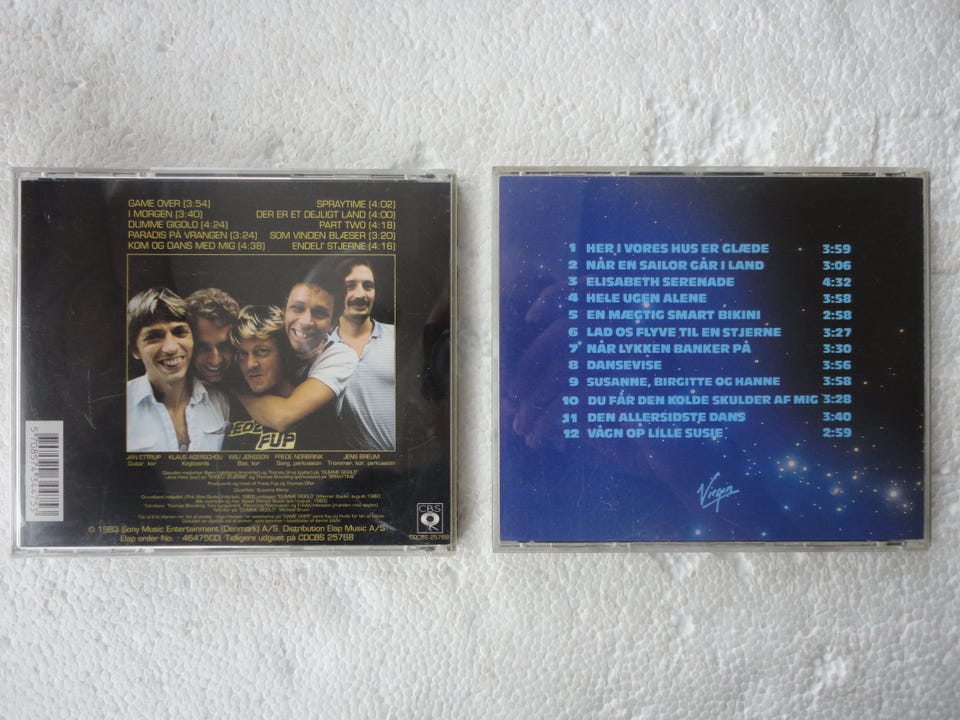 GAME OVER (3:54)
I MORGEN (3:40)
DUMME GIGOLO (4:24)
PARADIS PÅ VRANGEN (3:24)
KOM OG DANS MED MIG (4:38)
SPRAYTIME (4:02)
DER ER ET DEJLIGT LAND (4:00)
PART TWO (4:18)
SOM VINDEN BLÆSER (3:20)
ENDELI' STJERNE (4:16)
FUP
JAN ETTRUP KLAUS AGERSCHOU WILI JØNSSON FREDE NORBRINK JENS BREUM
Guitar, kor Keyboards Bas, kor Sang, percussion Trommer, kor, percussion
© 1983 Sony Music Entertainment (Denmark) A/S Distribution Elap Music A/S
Elap order No. : 46475CD Tidligere udgivet på CDCBS 25768
CBS
CDCBS 25768
1 HER I VORES HUS ER GLÆDE 3:59
2 NÅR EN SAILOR GÅR I LAND 3:06
3 ELISABETH SERENADE 4:32
4 HELE UGEN ALENE 3:58
5 EN MÆGTIG SMART BIKINI 2:58
6 LAD OS FLYVE TIL EN STJERNE 3:27
7 NÅR LYKKEN BANKER PÅ 3:30
8 DANSEVISE 3:56
9 SUSANNE, BIRGITTE OG HANNE 3:58
10 DU FÅR DEN KOLDE SKULDER AF MIG 3:28
11 DEN ALLERSIDSTE DANS 3:40
12 VÅGN OP LILLE SUSIE 2:59
Virgin